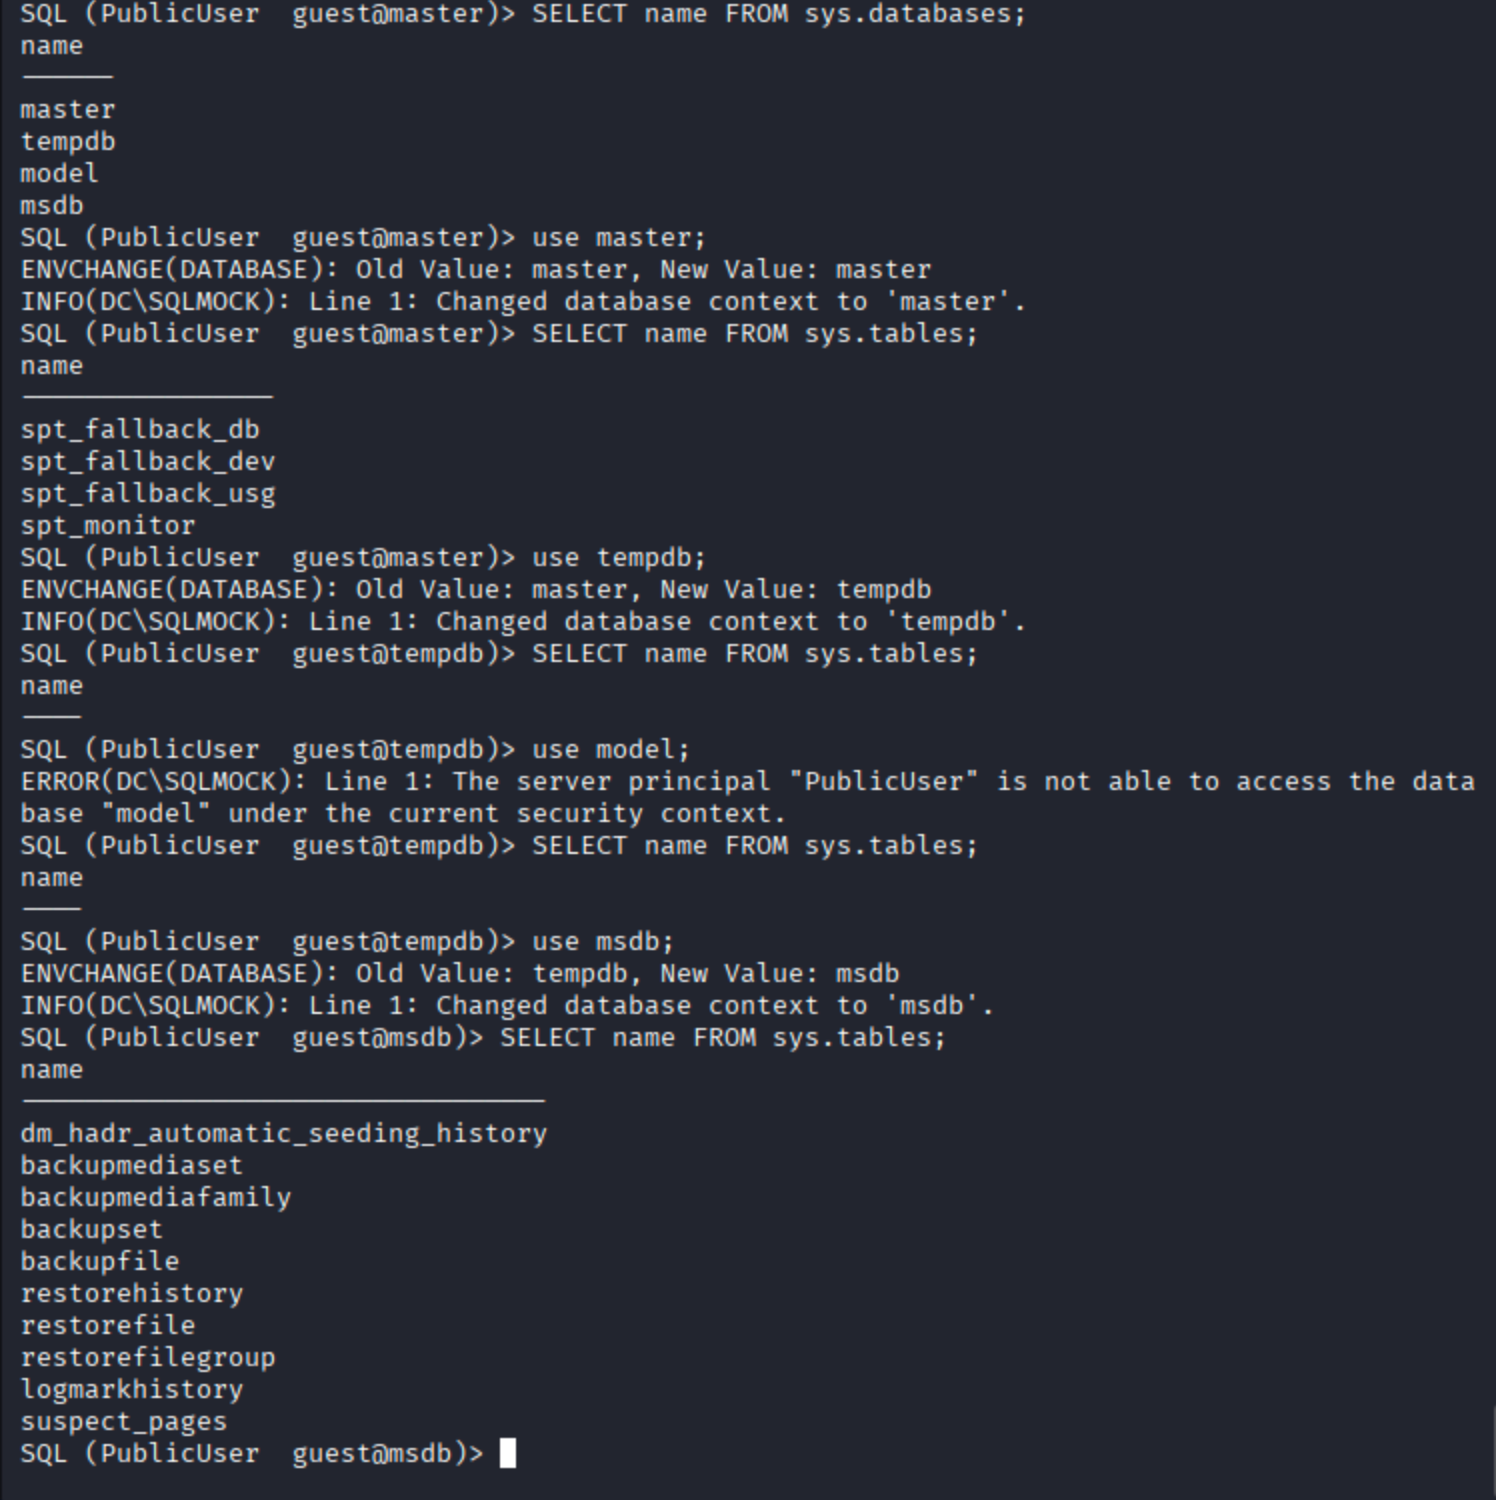 SQL (PublicUser  guest@master)> SELECT name FROM sys.databases;
name
------
master
tempdb
model
msdb
SQL (PublicUser  guest@master)> use master;
ENVCHANGE(DATABASE): Old Value: master, New Value: master
INFO(DC\SQLMOCK): Line 1: Changed database context to 'master'.
SQL (PublicUser  guest@master)> SELECT name FROM sys.tables;
name
----------------
spt_fallback_db
spt_fallback_dev
spt_fallback_usg
spt_monitor
SQL (PublicUser  guest@master)> use tempdb;
ENVCHANGE(DATABASE): Old Value: master, New Value: tempdb
INFO(DC\SQLMOCK): Line 1: Changed database context to 'tempdb'.
SQL (PublicUser  guest@tempdb)> SELECT name FROM sys.tables;
name
----
SQL (PublicUser  guest@tempdb)> use model;
ERROR(DC\SQLMOCK): Line 1: The server principal "PublicUser" is not able to access the data
base "model" under the current security context.
SQL (PublicUser  guest@tempdb)> SELECT name FROM sys.tables;
name
----
SQL (PublicUser  guest@tempdb)> use msdb;
ENVCHANGE(DATABASE): Old Value: tempdb, New Value: msdb
INFO(DC\SQLMOCK): Line 1: Changed database context to 'msdb'.
SQL (PublicUser  guest@msdb)> SELECT name FROM sys.tables;
name
---------------------------------
dm_hadr_automatic_seeding_history
backupmediaset
backupmediafamily
backupset
backupfile
restorehistory
restorefile
restorefilegroup
logmarkhistory
suspect_pages
SQL (PublicUser  guest@msdb)>